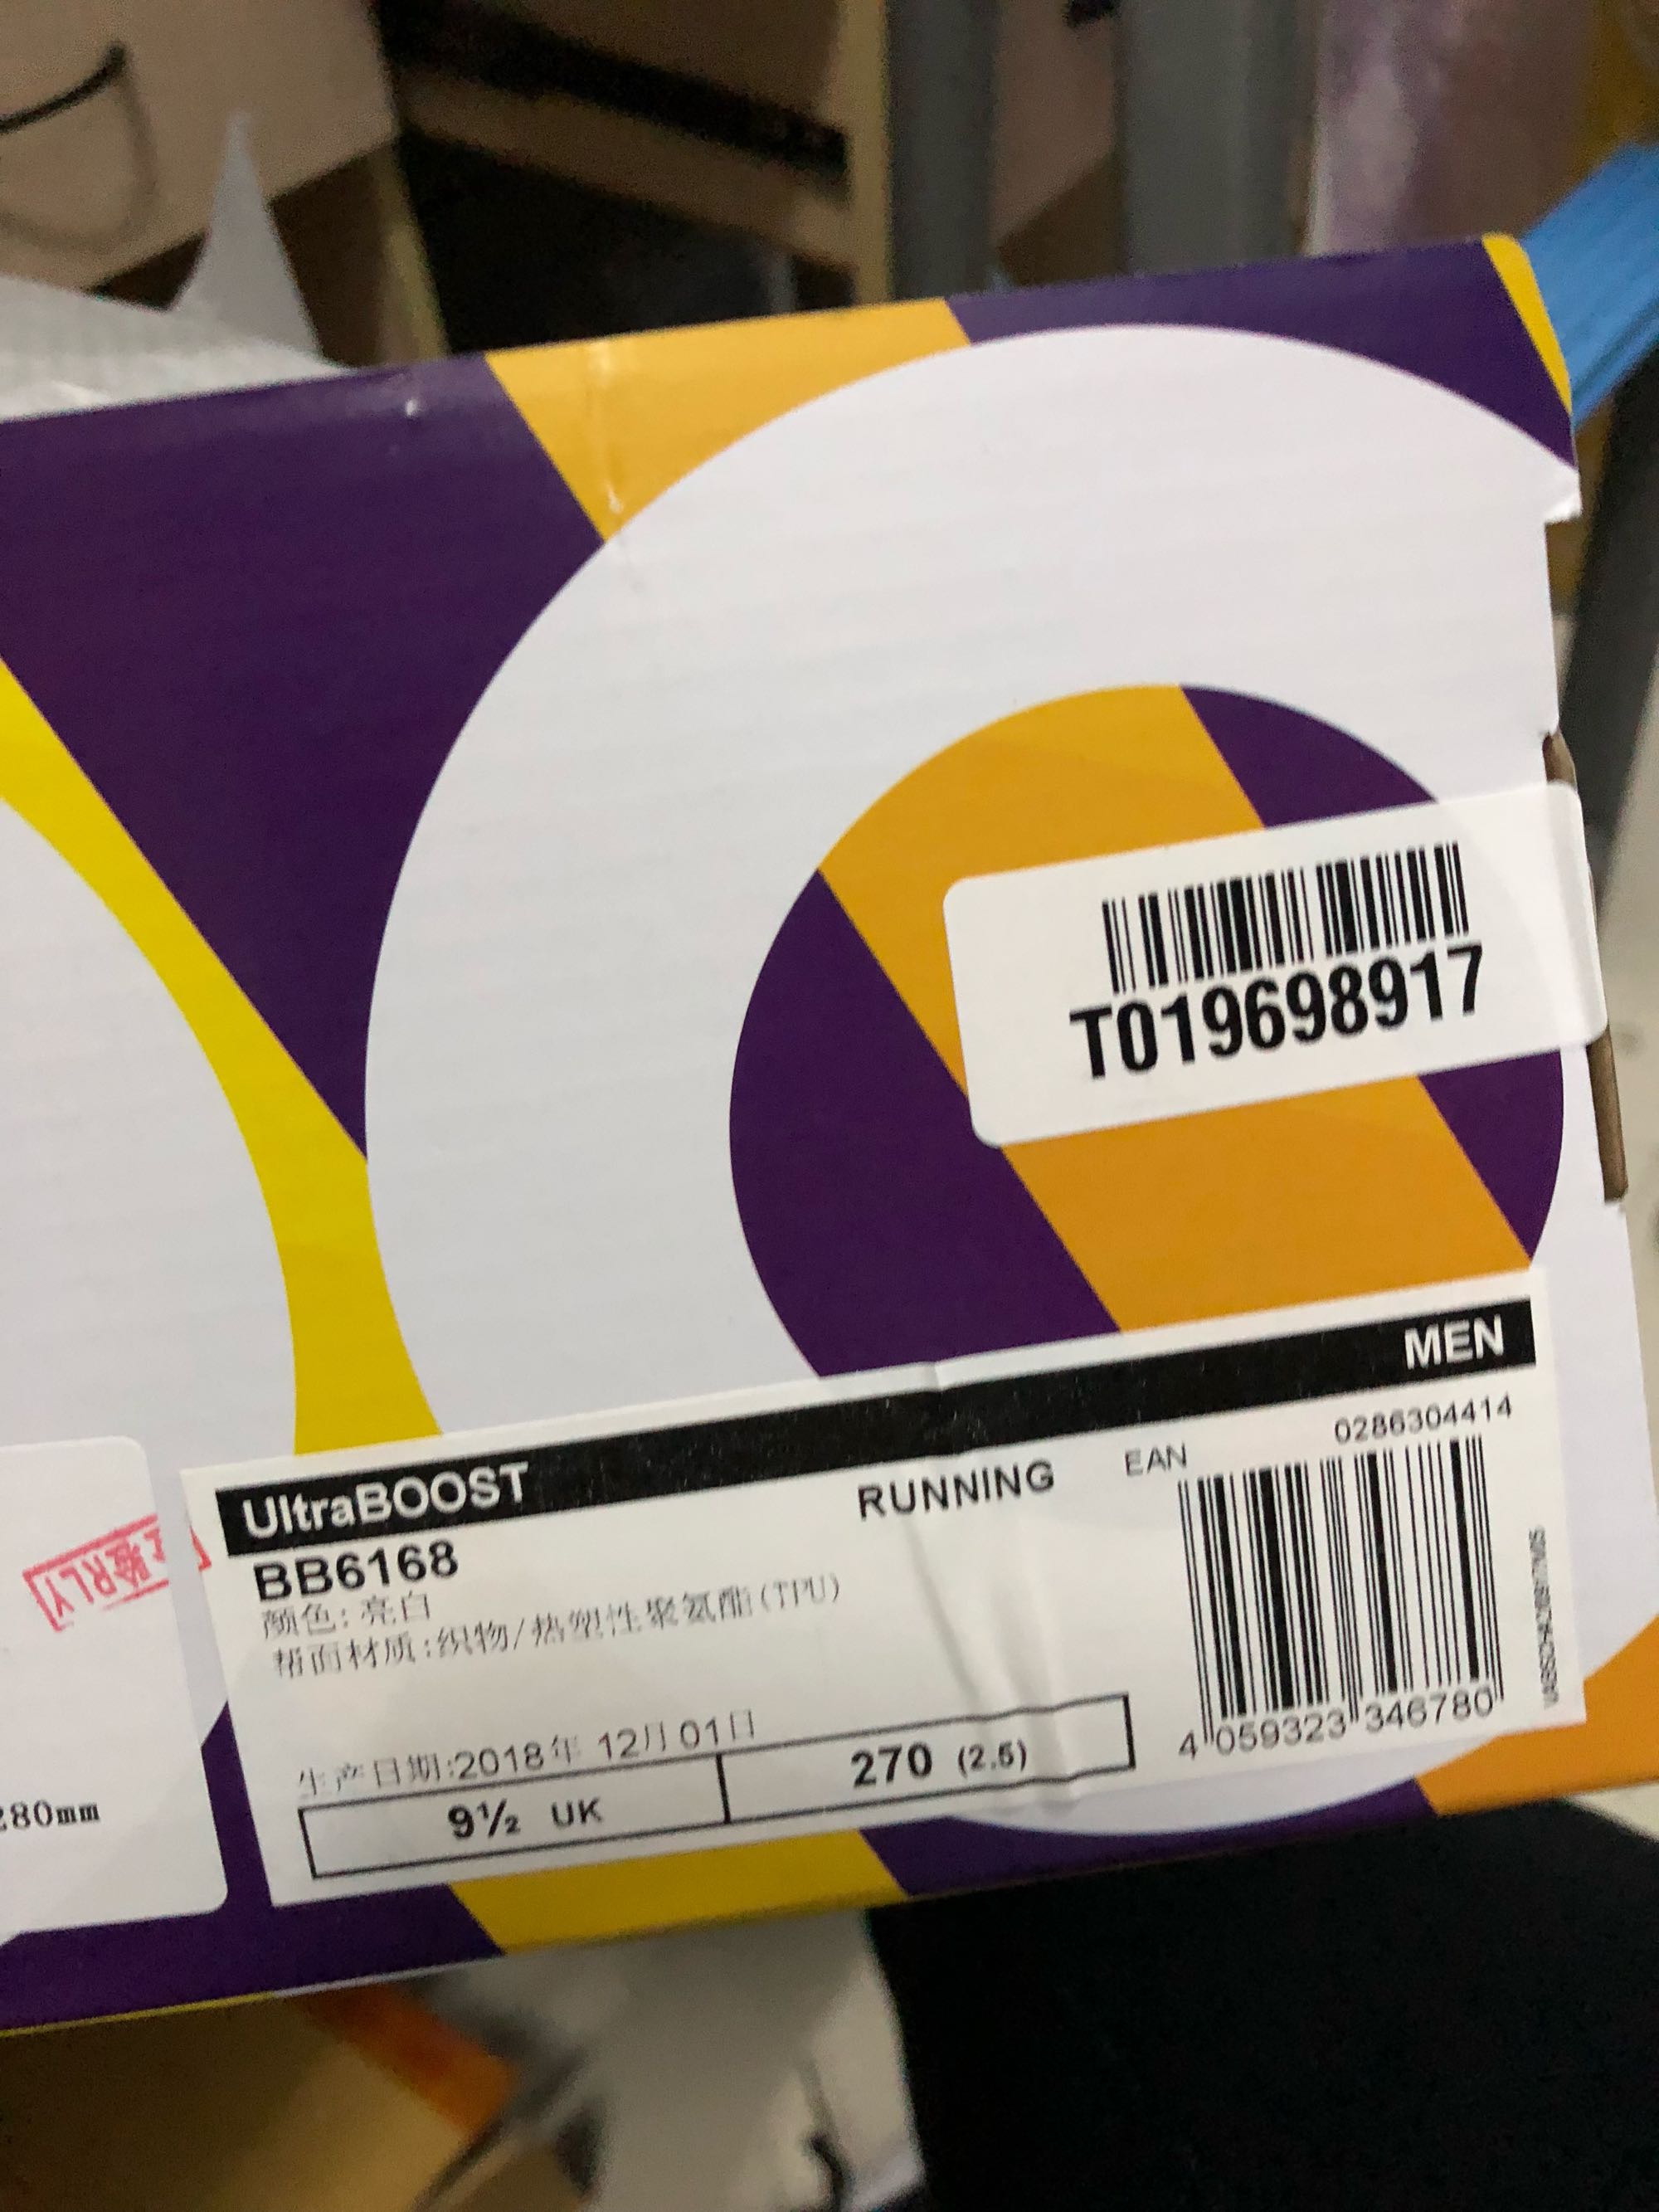 T019698917
UltraBOOST MEN
BB6168 RUNNING EAN 0286304414
颜色:亮白
帮面材质:织物/热塑性聚氨酯(TPU)
生产日期:2018年 12月01日
9½ UK 270 (2.5)
4 059323 346780
RLY
80mm